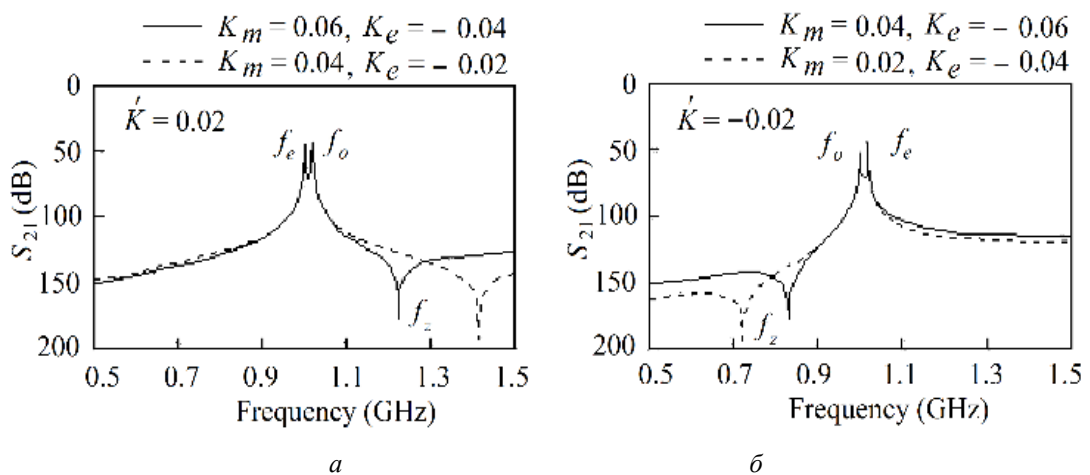 K_m = 0.06, K_e = − 0.04
K_m = 0.04, K_e = − 0.02
K′ = 0.02
f_e f_o
f_z
S_21 (dB)
0
50
100
150
200
0.5 0.7 0.9 1.1 1.3 1.5
Frequency (GHz)
а
K_m = 0.04, K_e = − 0.06
K_m = 0.02, K_e = − 0.04
K′ = −0.02
f_o f_e
f_z
S_21 (dB)
0
50
100
150
200
0.5 0.7 0.9 1.1 1.3 1.5
Frequency (GHz)
б